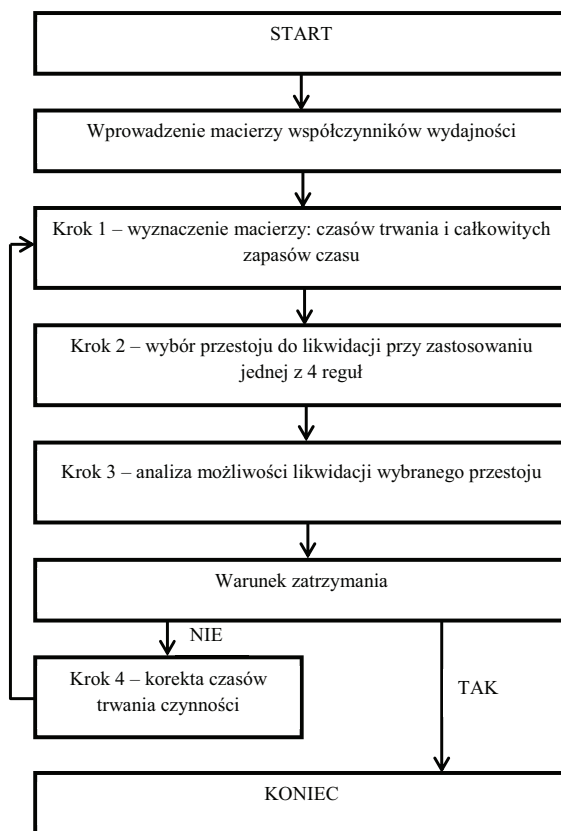 START
Wprowadzenie macierzy współczynników wydajności
Krok 1 – wyznaczenie macierzy: czasów trwania i całkowitych
zapasów czasu
Krok 2 – wybór przestoju do likwidacji przy zastosowaniu
jednej z 4 reguł
Krok 3 – analiza możliwości likwidacji wybranego przestoju
Warunek zatrzymania
NIE
Krok 4 – korekta czasów
trwania czynności
TAK
KONIEC